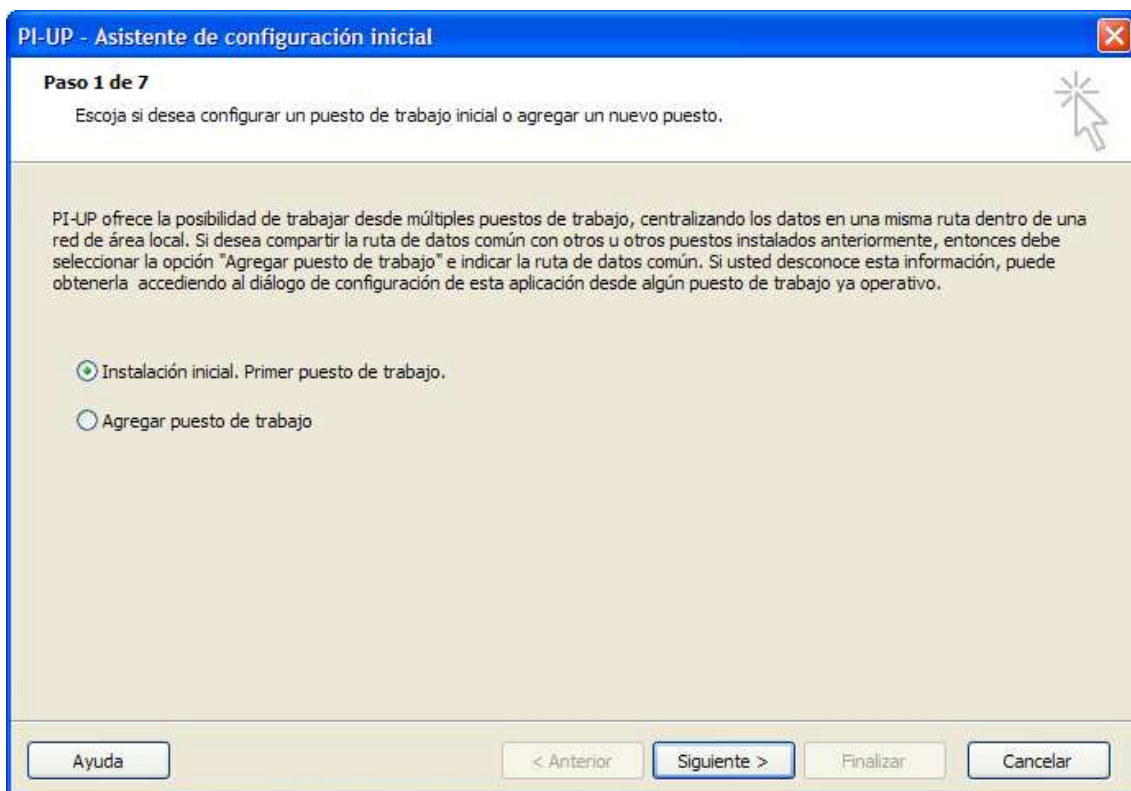 PI-UP - Asistente de configuración inicial
Paso 1 de 7
Escoja si desea configurar un puesto de trabajo inicial o agregar un nuevo puesto.
PI-UP ofrece la posibilidad de trabajar desde múltiples puestos de trabajo, centralizando los datos en una misma ruta dentro de una
red de área local. Si desea compartir la ruta de datos común con otros u otros puestos instalados anteriormente, entonces debe
seleccionar la opción "Agregar puesto de trabajo" e indicar la ruta de datos común. Si usted desconoce esta información, puede
obtenerla accediendo al diálogo de configuración de esta aplicación desde algún puesto de trabajo ya operativo.
Instalación inicial. Primer puesto de trabajo.
Agregar puesto de trabajo
Ayuda
< Anterior
Siguiente >
Finalizar
Cancelar